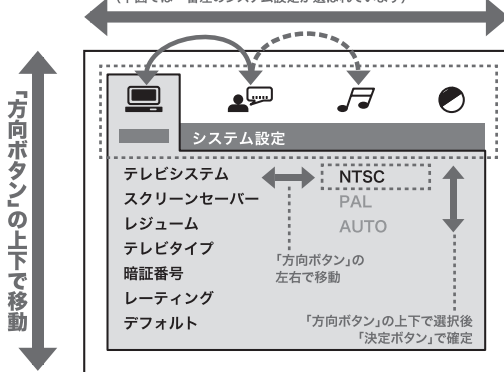 「方向ボタン」の上下で移動
システム設定
テレビシステム
NTSC
スクリーンセーバー
PAL
レジューム
AUTO
テレビタイプ
「方向ボタン」の
左右で移動
暗証番号
レーティング
デフォルト
「方向ボタン」の上下で選択後
「決定ボタン」で確定